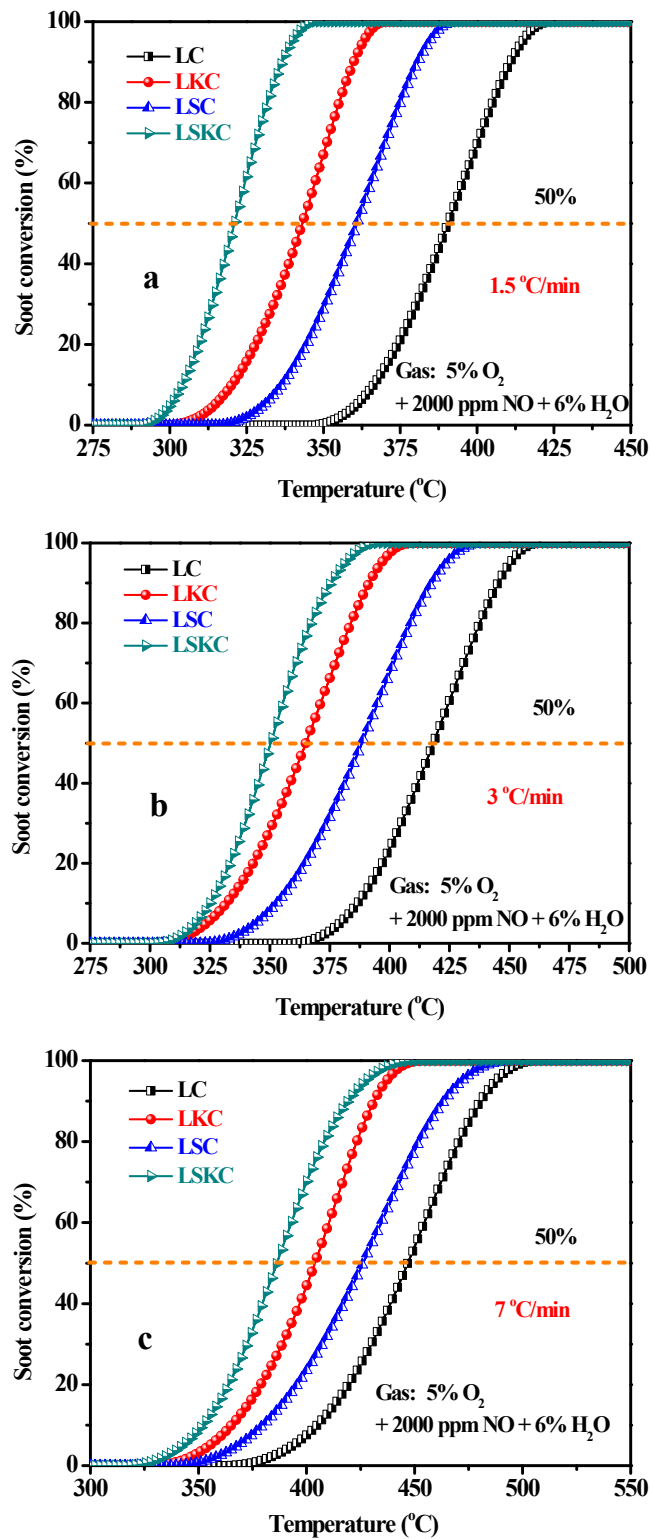 100
80
60
40
20
0
Soot conversion (%)
LC
LKC
LSC
LSKC
50%
a
1.5 °C/min
Gas: 5% O₂
+ 2000 ppm NO + 6% H₂O
275 300 325 350 375 400 425 450
Temperature (°C)
100
80
60
40
20
0
Soot conversion (%)
LC
LKC
LSC
LSKC
50%
b
3 °C/min
Gas: 5% O₂
+ 2000 ppm NO + 6% H₂O
275 300 325 350 375 400 425 450 475 500
Temperature (°C)
100
80
60
40
20
0
Soot conversion (%)
LC
LKC
LSC
LSKC
50%
c
7 °C/min
Gas: 5% O₂
+ 2000 ppm NO + 6% H₂O
300 350 400 450 500 550
Temperature (°C)